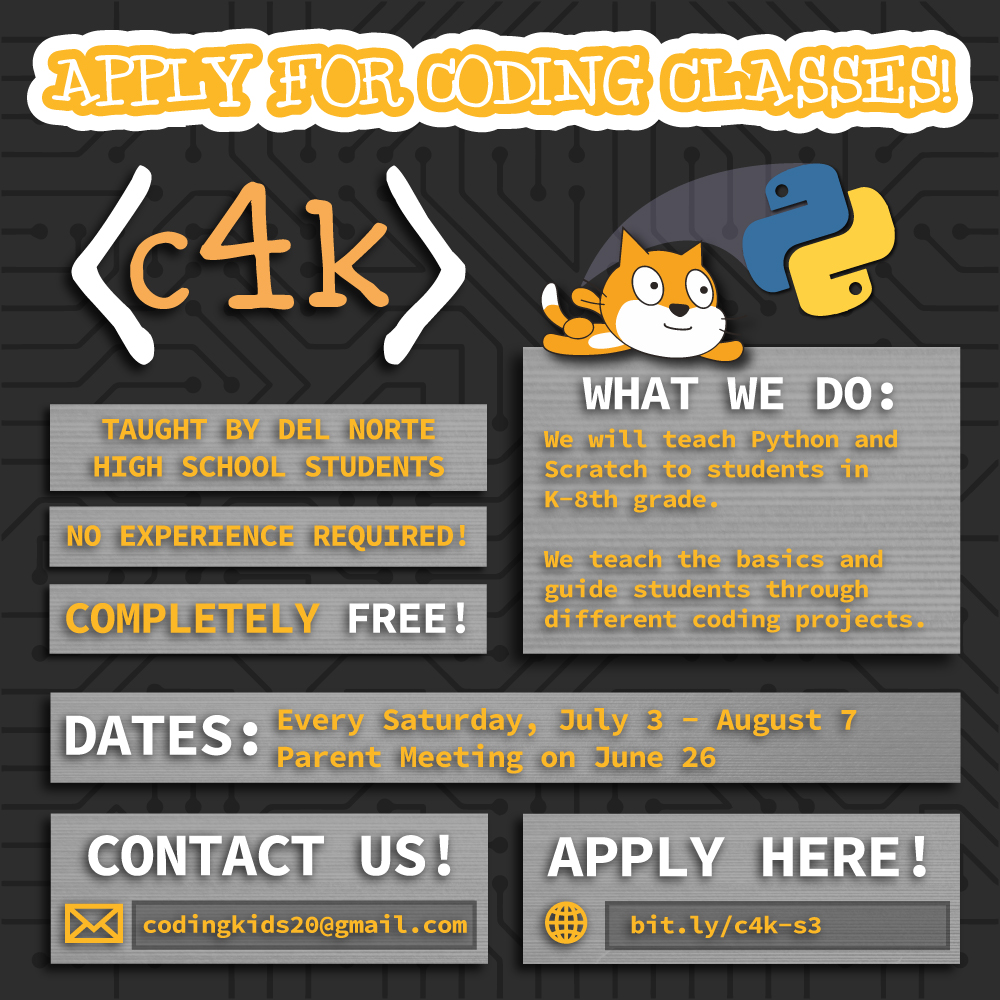 APPLY FOR CODING CLASSES!
<c4k>
TAUGHT BY DEL NORTE
HIGH SCHOOL STUDENTS
NO EXPERIENCE REQUIRED!
COMPLETELY FREE!
WHAT WE DO:
We will teach Python and
Scratch to students in
K-8th grade.
We teach the basics and
guide students through
different coding projects.
DATES:
Every Saturday, July 3 - August 7
Parent Meeting on June 26
CONTACT US!
codingkids20@gmail.com
APPLY HERE!
bit.ly/c4k-s3